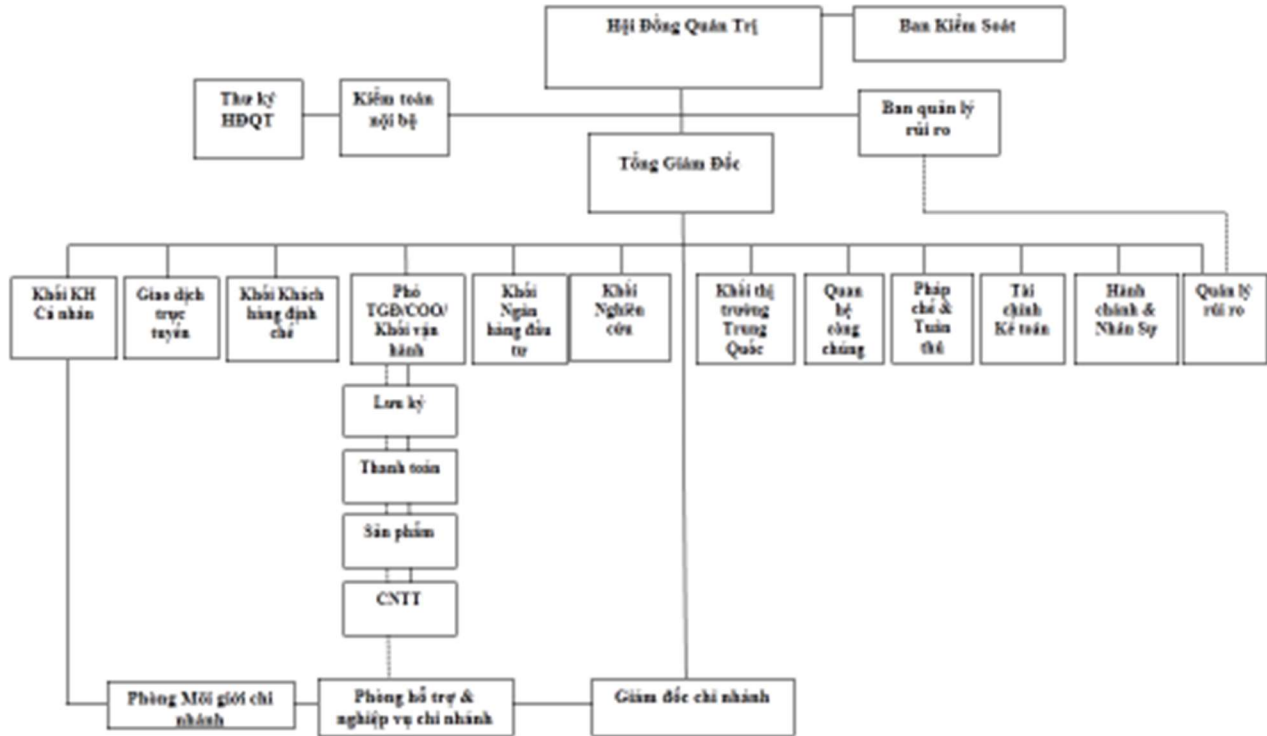 Hội Đồng Quản Trị
Ban Kiểm Soát
Thư ký
HĐQT
Kiểm toán
nội bộ
Ban quản lý
rủi ro
Tổng Giám Đốc
Khối KH
Cá nhân
Giao dịch
trực
tuyến
Khối Khách
hàng định
chế
Phó
TGĐ/COO/
Khối vận
hành
Khối
Ngân
hàng đầu
tư
Khối
Nghiên
cứu
Khối thị
trường
Trung
Quốc
Quan
hệ
công
chúng
Pháp
chế &
Tuân
thủ
Tài
chính
Kế toán
Hành
chánh &
Nhân Sự
Quản lý
rủi ro
Lưu ký
Thanh toán
Sản phẩm
CNTT
Phòng Môi giới chi
nhánh
Phòng hỗ trợ &
nghiệp vụ chi nhánh
Giám đốc chi nhánh